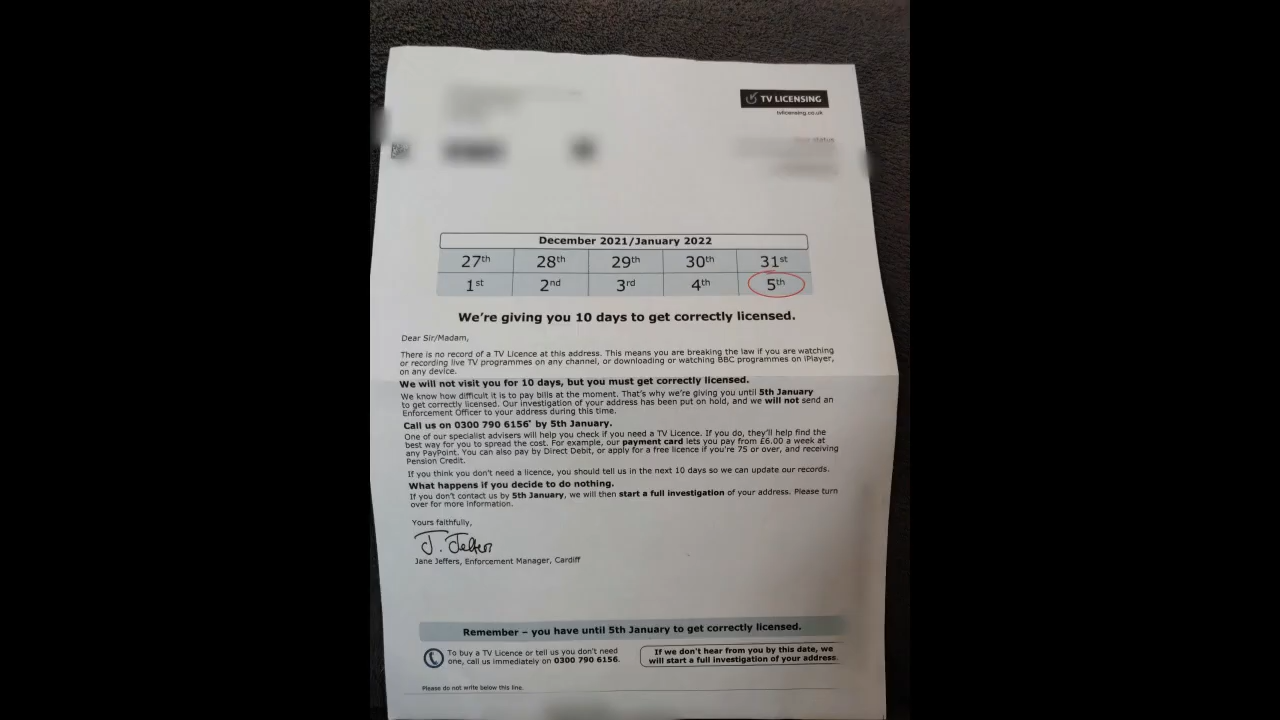 TV LICENSING
tvlicensing.co.uk
status
December 2021/January 2022
27th 28th 29th 30th 31st
1st 2nd 3rd 4th 5th
We're giving you 10 days to get correctly licensed.
Dear Sir/Madam,
There is no record of a TV Licence at this address. This means you are breaking the law if you are watching
or recording live TV programmes on any channel, or downloading or watching BBC programmes on iPlayer,
on any device.
We will not visit you for 10 days, but you must get correctly licensed.
We know how difficult it is to pay bills at the moment. That's why we're giving you until 5th January
to get correctly licensed. Our investigation of your address has been put on hold, and we will not send an
Enforcement Officer to your address during this time.
Call us on 0300 790 6156* by 5th January.
One of our specialist advisers will help you check if you need a TV Licence. If you do, they'll help find the
best way for you to spread the cost. For example, our payment card lets you pay from £6.00 a week at
any PayPoint. You can also pay by Direct Debit, or apply for a free licence if you're 75 or over, and receiving
Pension Credit.
If you think you don't need a licence, you should tell us in the next 10 days so we can update our records.
What happens if you decide to do nothing.
If you don't contact us by 5th January, we will then start a full investigation of your address. Please turn
over for more information.
Yours faithfully,
J. Jeffers
Jane Jeffers, Enforcement Manager, Cardiff
Remember – you have until 5th January to get correctly licensed.
To buy a TV Licence or tell us you don't need
one, call us immediately on 0300 790 6156.
If we don't hear from you by this date, we
will start a full investigation of your address.
Please do not write below this line.